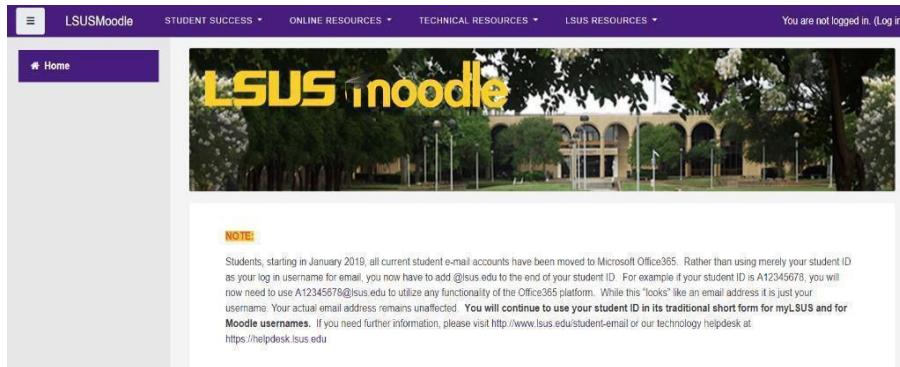 LSUSMoodle STUDENT SUCCESS ONLINE RESOURCES TECHNICAL RESOURCES LSUS RESOURCES You are not logged in. (Log in
Home
LSUS moodle
NOTE:
Students, starting in January 2019, all current student e-mail accounts have been moved to Microsoft Office365. Rather than using merely your student ID
as your log in username for email, you now have to add @lsus.edu to the end of your student ID. For example if your student ID is A12345678, you will
now need to use A12345678@lsus.edu to utilize any functionality of the Office365 platform. While this "looks" like an email address it is just your
username. Your actual email address remains unaffected. You will continue to use your student ID in its traditional short form for myLSUS and for
Moodle usernames. If you need further information, please visit http://www.lsus.edu/student-email or our technology helpdesk at
https://helpdesk.lsus.edu